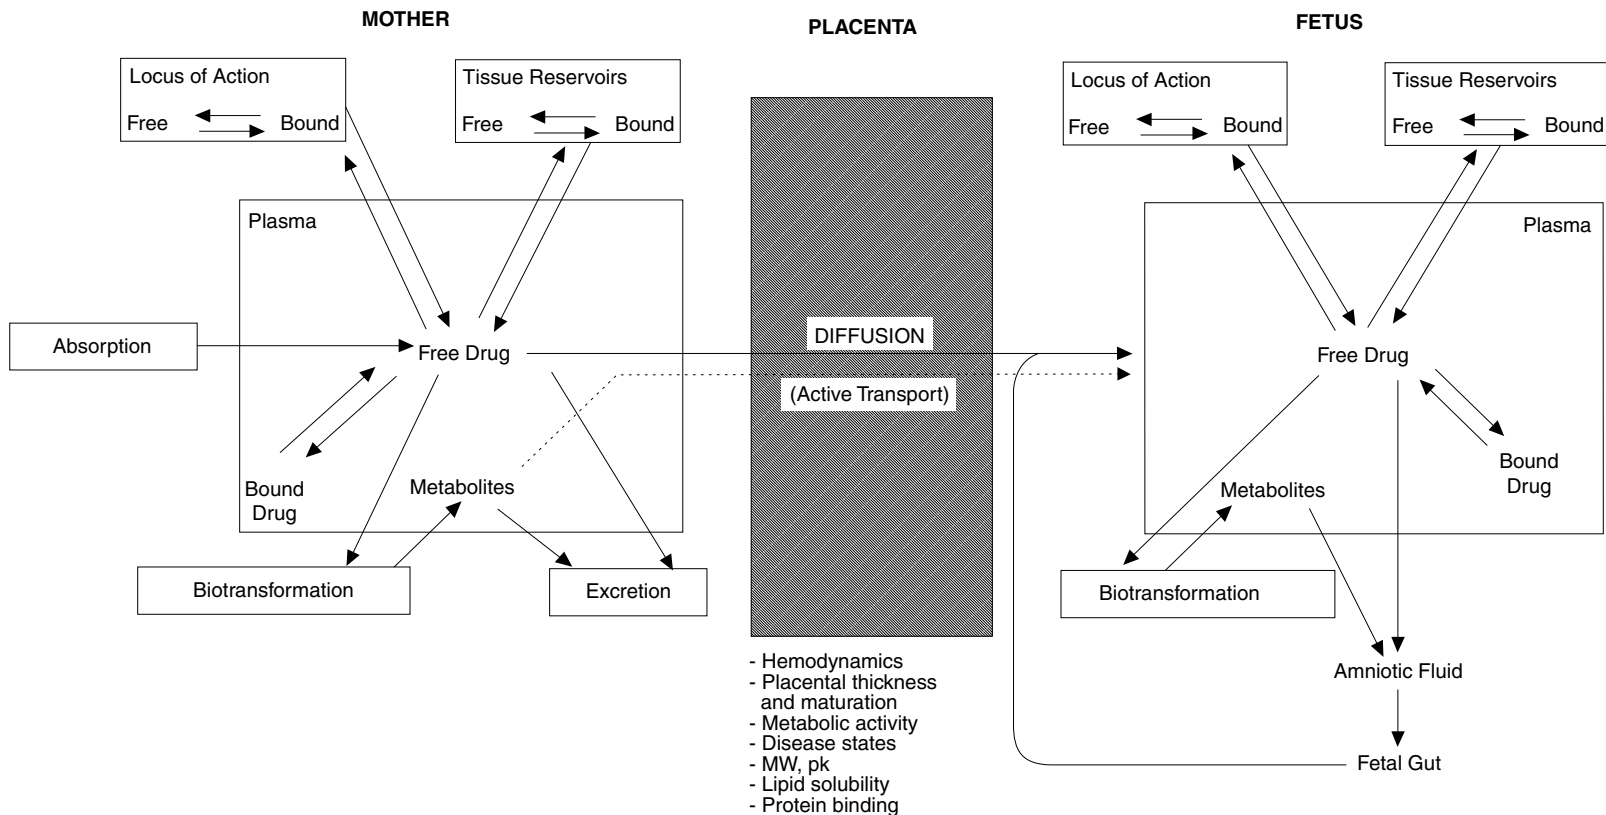 MOTHER
PLACENTA
FETUS
Locus of Action
Free Bound
Tissue Reservoirs
Free Bound
Plasma
Absorption
Free Drug
Bound
Drug
Metabolites
Biotransformation
Excretion
DIFFUSION
(Active Transport)
- Hemodynamics
- Placental thickness
and maturation
- Metabolic activity
- Disease states
- MW, pk
- Lipid solubility
- Protein binding
Locus of Action
Free Bound
Tissue Reservoirs
Free Bound
Plasma
Free Drug
Bound
Drug
Metabolites
Biotransformation
Amniotic Fluid
Fetal Gut